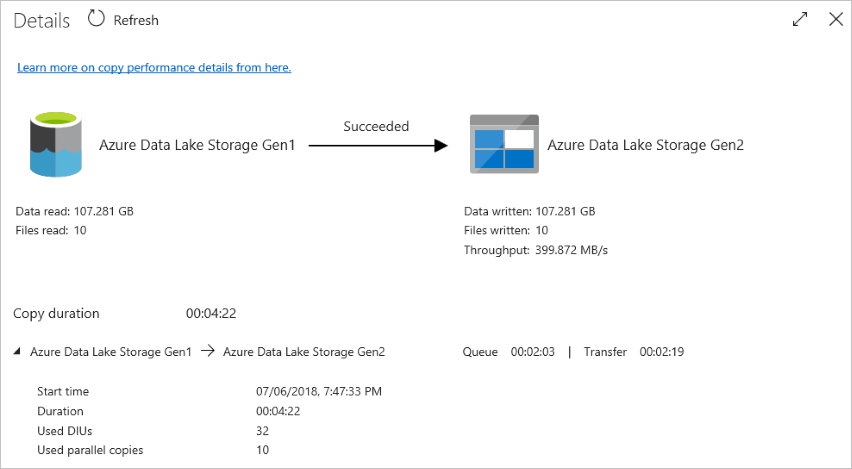 Details Refresh
Learn more on copy performance details from here.
Succeeded
Azure Data Lake Storage Gen1 Azure Data Lake Storage Gen2
Data read: 107.281 GB Data written: 107.281 GB
Files read: 10 Files written: 10
Throughput: 399.872 MB/s
Copy duration 00:04:22
Azure Data Lake Storage Gen1 → Azure Data Lake Storage Gen2 Queue 00:02:03 | Transfer 00:02:19
Start time 07/06/2018, 7:47:33 PM
Duration 00:04:22
Used DIUs 32
Used parallel copies 10